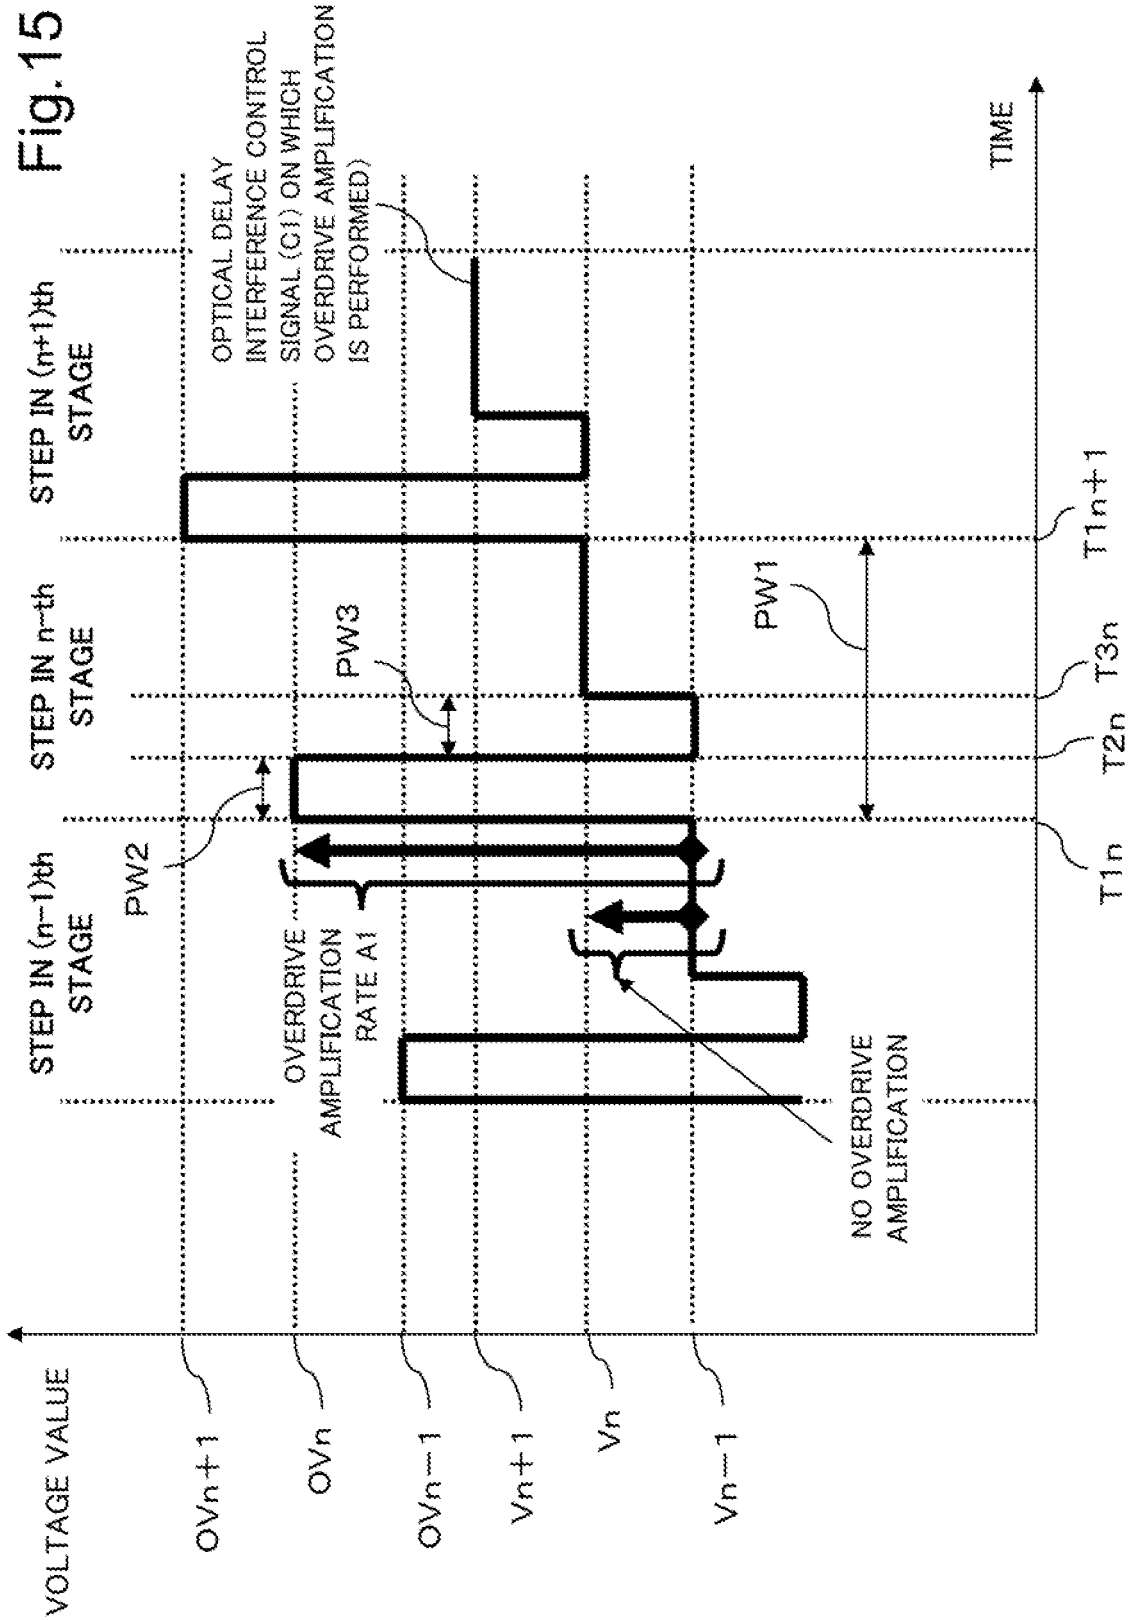 Fig.15
VOLTAGE VALUE
STEP IN (n−1)th
STAGE
STEP IN n-th
STAGE
STEP IN (n+1)th
STAGE
OVn+1
OVn
OVn−1
Vn+1
Vn
Vn−1
PW2
PW3
PW1
OVERDRIVE
AMPLIFICATION
RATE A1
NO OVERDRIVE
AMPLIFICATION
OPTICAL DELAY
INTERFERENCE CONTROL
SIGNAL (C1) ON WHICH
OVERDRIVE AMPLIFICATION
IS PERFORMED)
T1n
T2n
T3n
T1n+1
TIME